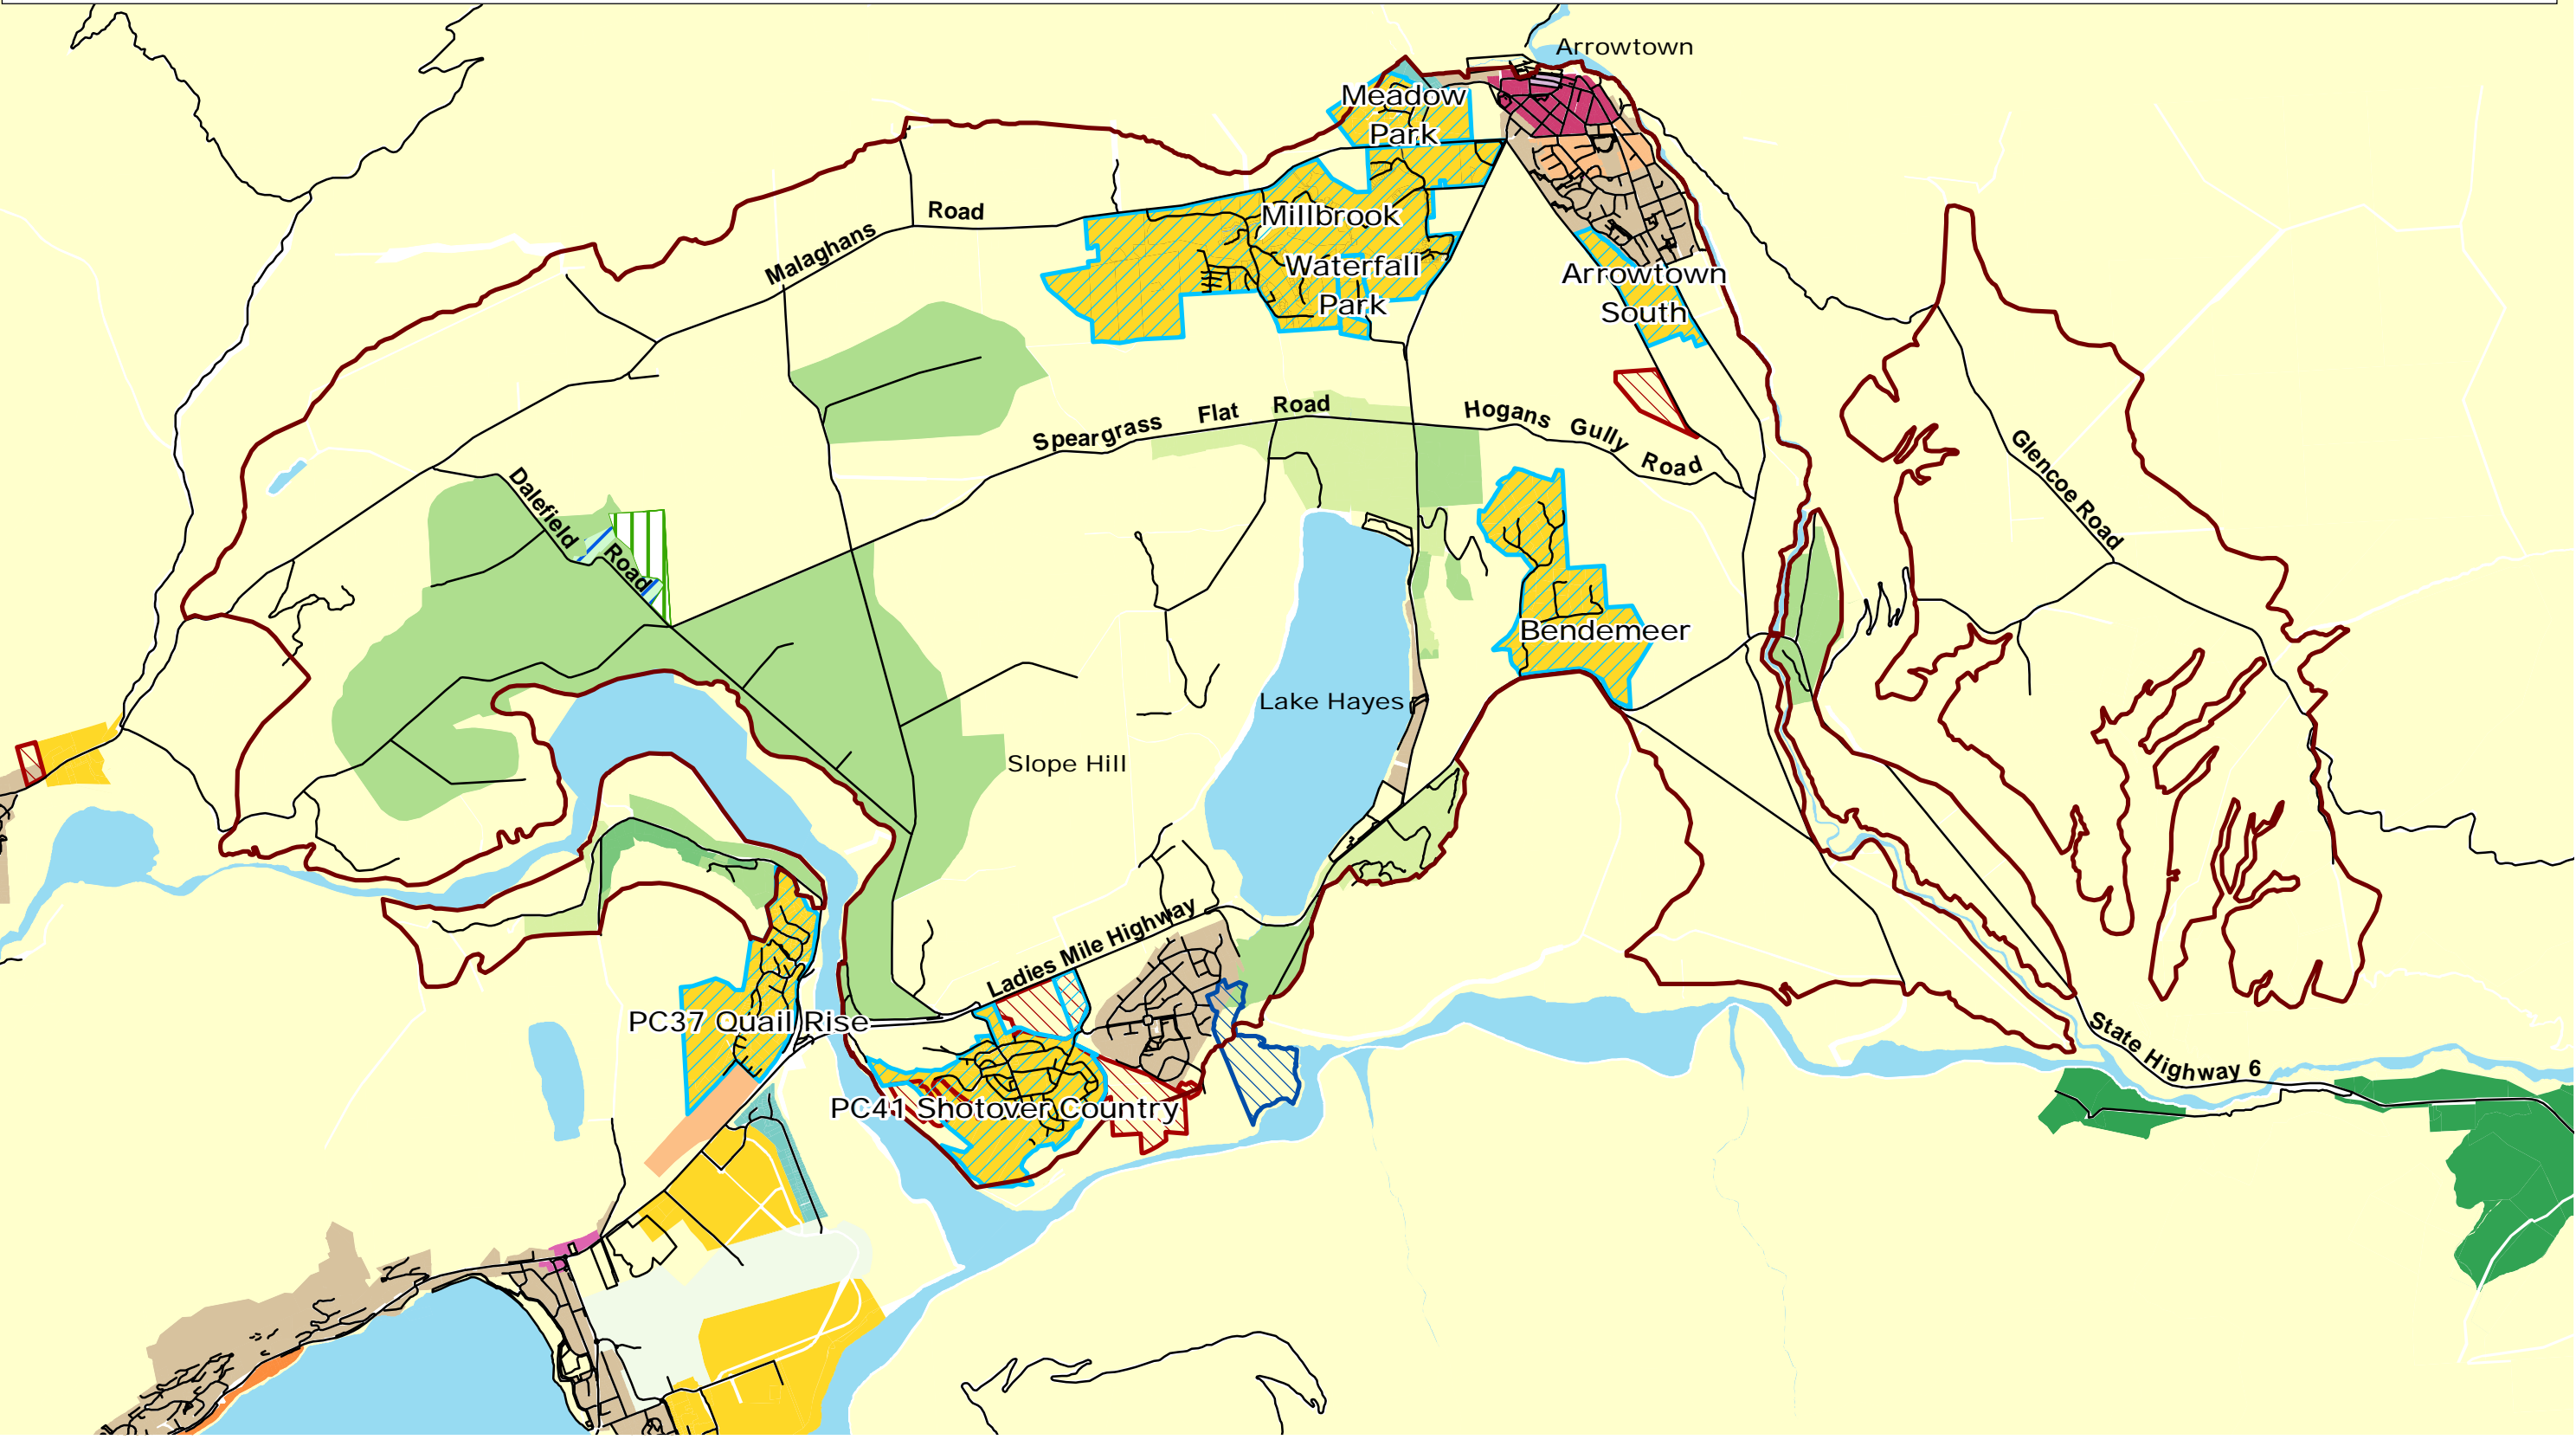 Arrowtown
Meadow
Park
Malaghans Road
Millbrook
Waterfall
Park
Arrowtown
South
Speargrass Flat Road
Hogans Gully Road
Glencoe Road
Dalefield Road
Bendemeer
Lake Hayes
Slope Hill
Ladies Mile Highway
PC37 Quail Rise
State Highway 6
PC41 Shotover Country